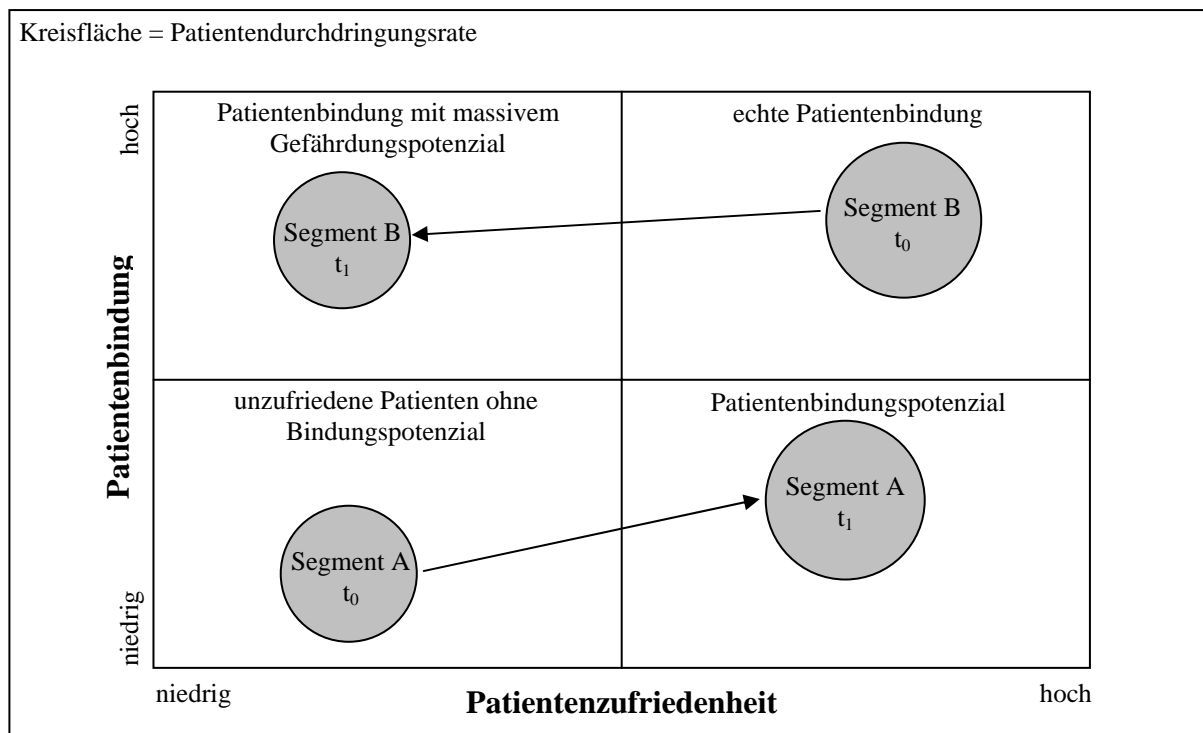 Kreisfläche = Patientendurchdringungsrate
hoch
Patientenbindung mit massivem
Gefährdungspotenzial
echte Patientenbindung
Segment B
t₁
Segment B
t₀
Patientenbindung
unzufriedene Patienten ohne
Bindungspotenzial
Patientenbindungspotenzial
Segment A
t₀
Segment A
t₁
niedrig
niedrig
Patientenzufriedenheit
hoch